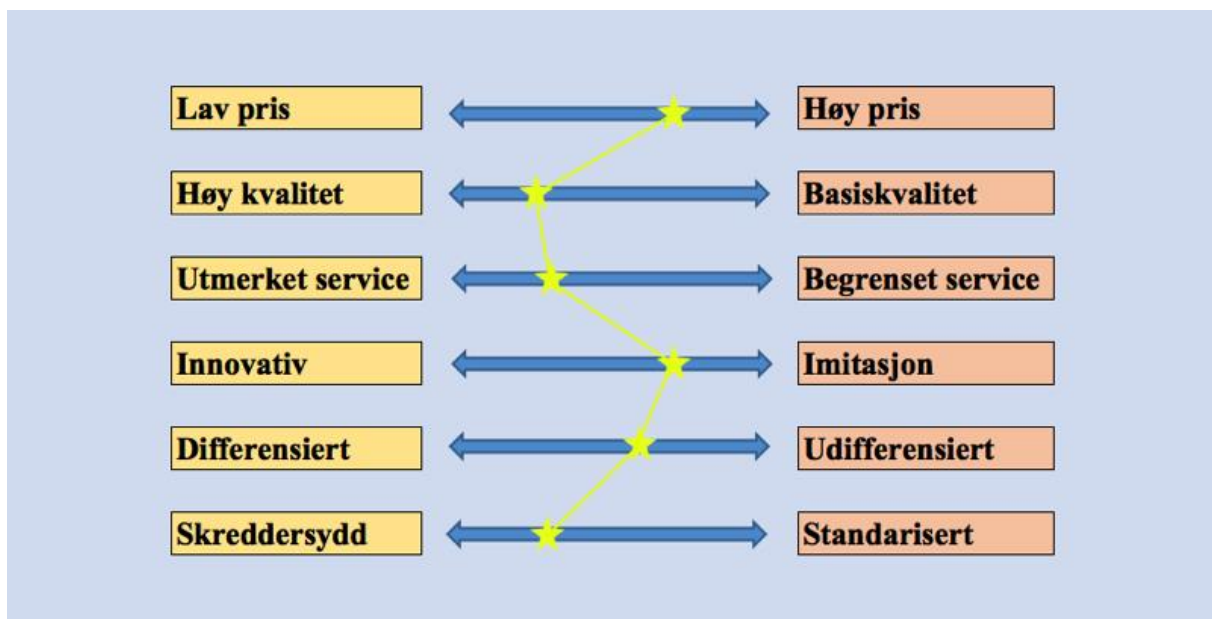 Lav pris
Høy pris
Høy kvalitet
Basiskvalitet
Utmerket service
Begrenset service
Innovativ
Imitasjon
Differensiert
Udifferensiert
Skreddersydd
Standarisert